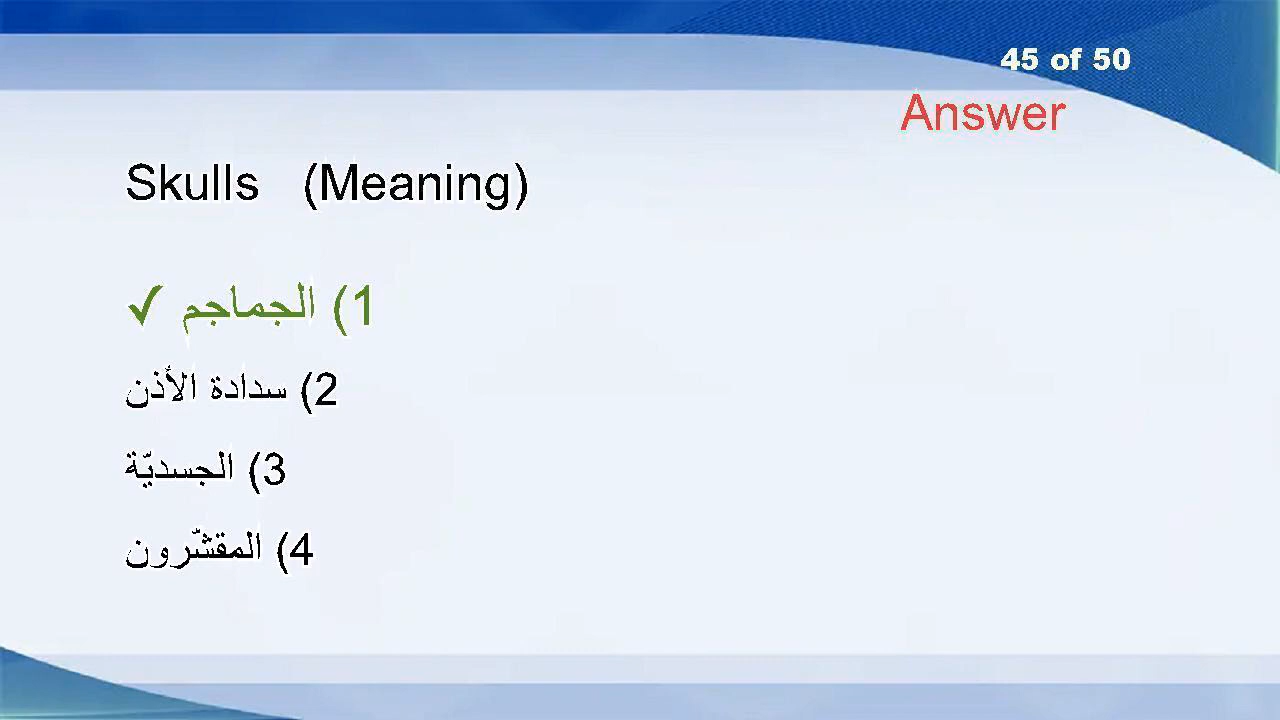 45 of 50
Answer
Skulls (Meaning)
1) الجماجم ✓
2) سدادة الأذن
3) الجسديّة
4) المقشّرون